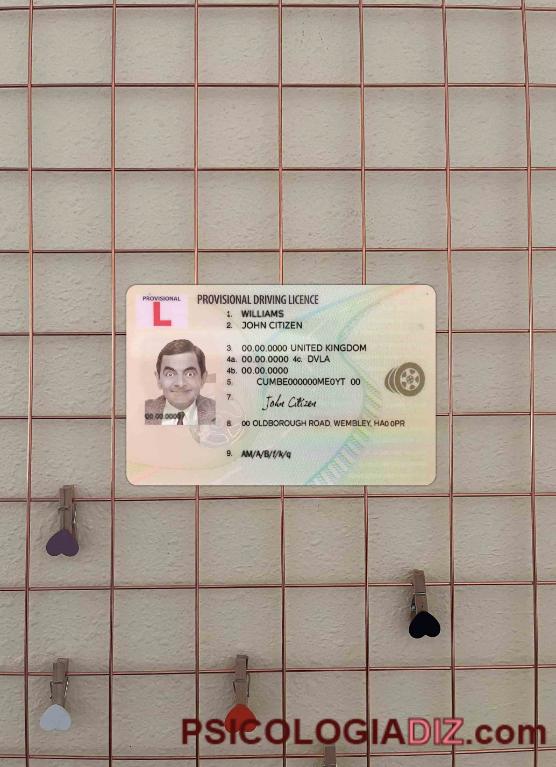 PROVISIONAL
L
PROVISIONAL DRIVING LICENCE
1. WILLIAMS
2. JOHN CITIZEN
3. 00.00.0000 UNITED KINGDOM
4a. 00.00.0000 4c. DVLA
4b. 00.00.0000
5. CUMBE000000ME0YT 00
7. John Citizen
00.00.0000
8. 00 OLDBOROUGH ROAD, WEMBLEY, HA0 0PR
9. AM/A/B/f/k/q
PSICOLOGIADIZ.com